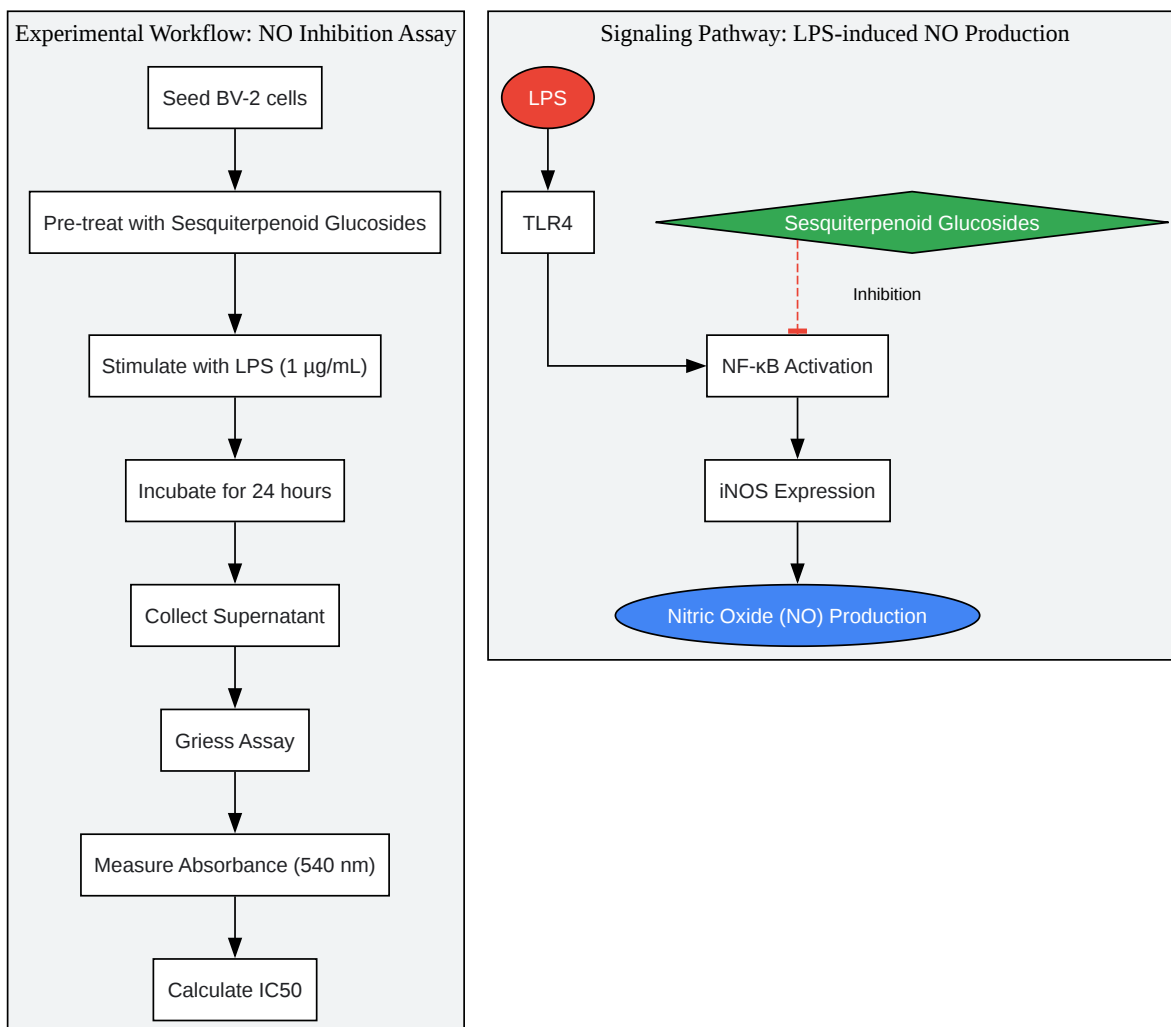 Experimental Workflow: NO Inhibition Assay
Seed BV-2 cells
Pre-treat with Sesquiterpenoid Glucosides
Stimulate with LPS (1 µg/mL)
Incubate for 24 hours
Collect Supernatant
Griess Assay
Measure Absorbance (540 nm)
Calculate IC50
Signaling Pathway: LPS-induced NO Production
LPS
TLR4
Sesquiterpenoid Glucosides
Inhibition
NF-κB Activation
iNOS Expression
Nitric Oxide (NO) Production